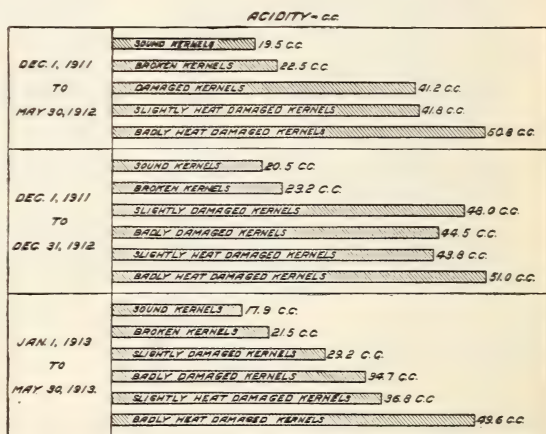 ACIDITY = C.C.
DEC. 1, 1911
TO
MAY 30, 1912.
SOUND KERNELS 19.5 C.C.
BROKEN KERNELS 22.5 C.C.
DAMAGED KERNELS 41.2 C.C.
SLIGHTLY HEAT DAMAGED KERNELS 41.8 C.C.
BADLY HEAT DAMAGED KERNELS 50.8 C.C.
DEC. 1, 1911
TO
DEC. 31, 1912.
SOUND KERNELS 20.5 C.C.
BROKEN KERNELS 23.2 C.C.
SLIGHTLY DAMAGED KERNELS 48.0 C.C.
BADLY DAMAGED KERNELS 44.5 C.C.
SLIGHTLY HEAT DAMAGED KERNELS 43.8 C.C.
BADLY HEAT DAMAGED KERNELS 51.0 C.C.
JAN. 1, 1913
TO
MAY 30, 1913.
SOUND KERNELS 17.9 C.C.
BROKEN KERNELS 21.5 C.C.
SLIGHTLY DAMAGED KERNELS 29.2 C.C.
BADLY DAMAGED KERNELS 34.7 C.C.
SLIGHTLY HEAT DAMAGED KERNELS 36.8 C.C.
BADLY HEAT DAMAGED KERNELS 49.6 C.C.